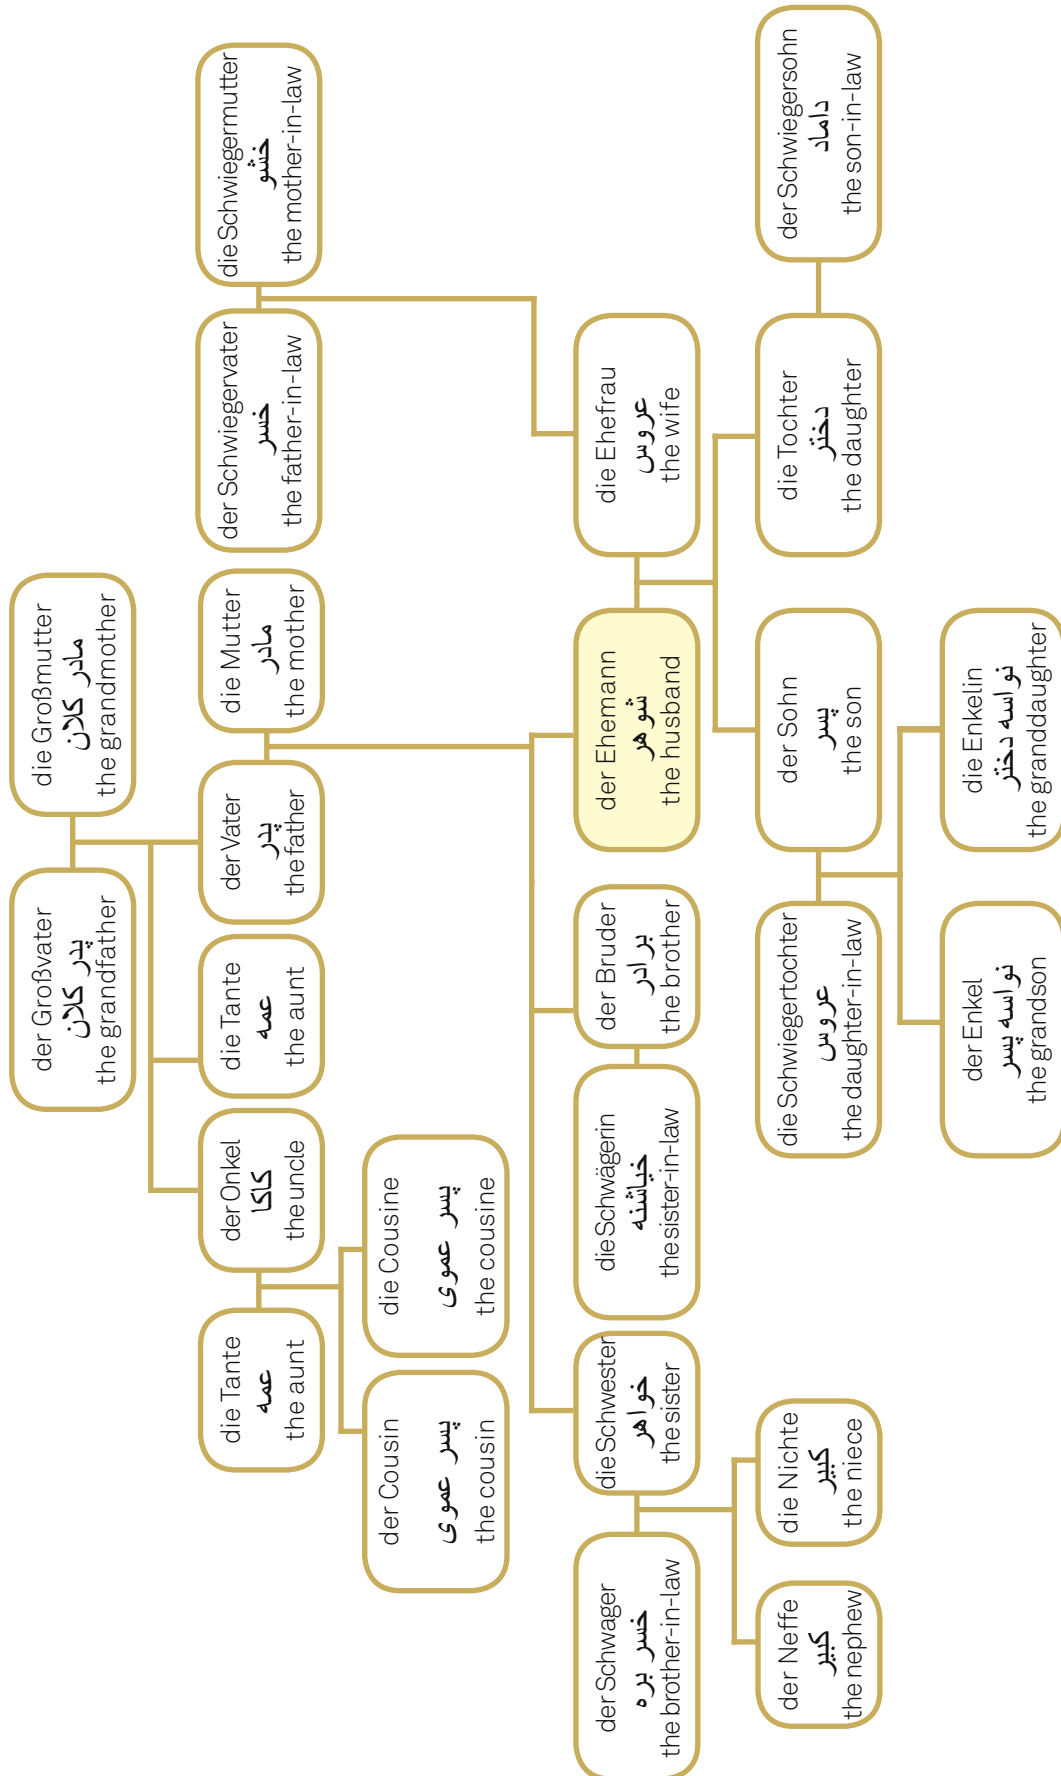 der Großvater
پدر کلان
the grandfather
die Großmutter
مادر کلان
the grandmother
die Tante
عمه
the aunt
der Onkel
کاکا
the uncle
die Tante
عمه
the aunt
der Vater
پدر
the father
die Mutter
مادر
the mother
der Schwiegervater
خسر
the father-in-law
die Schwiegermutter
خشو
the mother-in-law
der Cousin
پسر عموی
the cousin
die Cousine
پسر عموی
the cousine
der Schwager
خسر بره
the brother-in-law
die Schwester
خواهر
the sister
die Schwägerin
خیاشنه
the sister-in-law
der Bruder
برادر
the brother
der Ehemann
شوهر
the husband
die Ehefrau
عروس
the wife
der Neffe
کبیر
the nephew
die Nichte
کبیر
the niece
die Schwiegertochter
عروس
the daughter-in-law
der Sohn
پسر
the son
die Tochter
دختر
the daughter
der Schwiegersohn
داماد
the son-in-law
der Enkel
نواسه پسر
the grandson
die Enkelin
نواسه دختر
the granddaughter